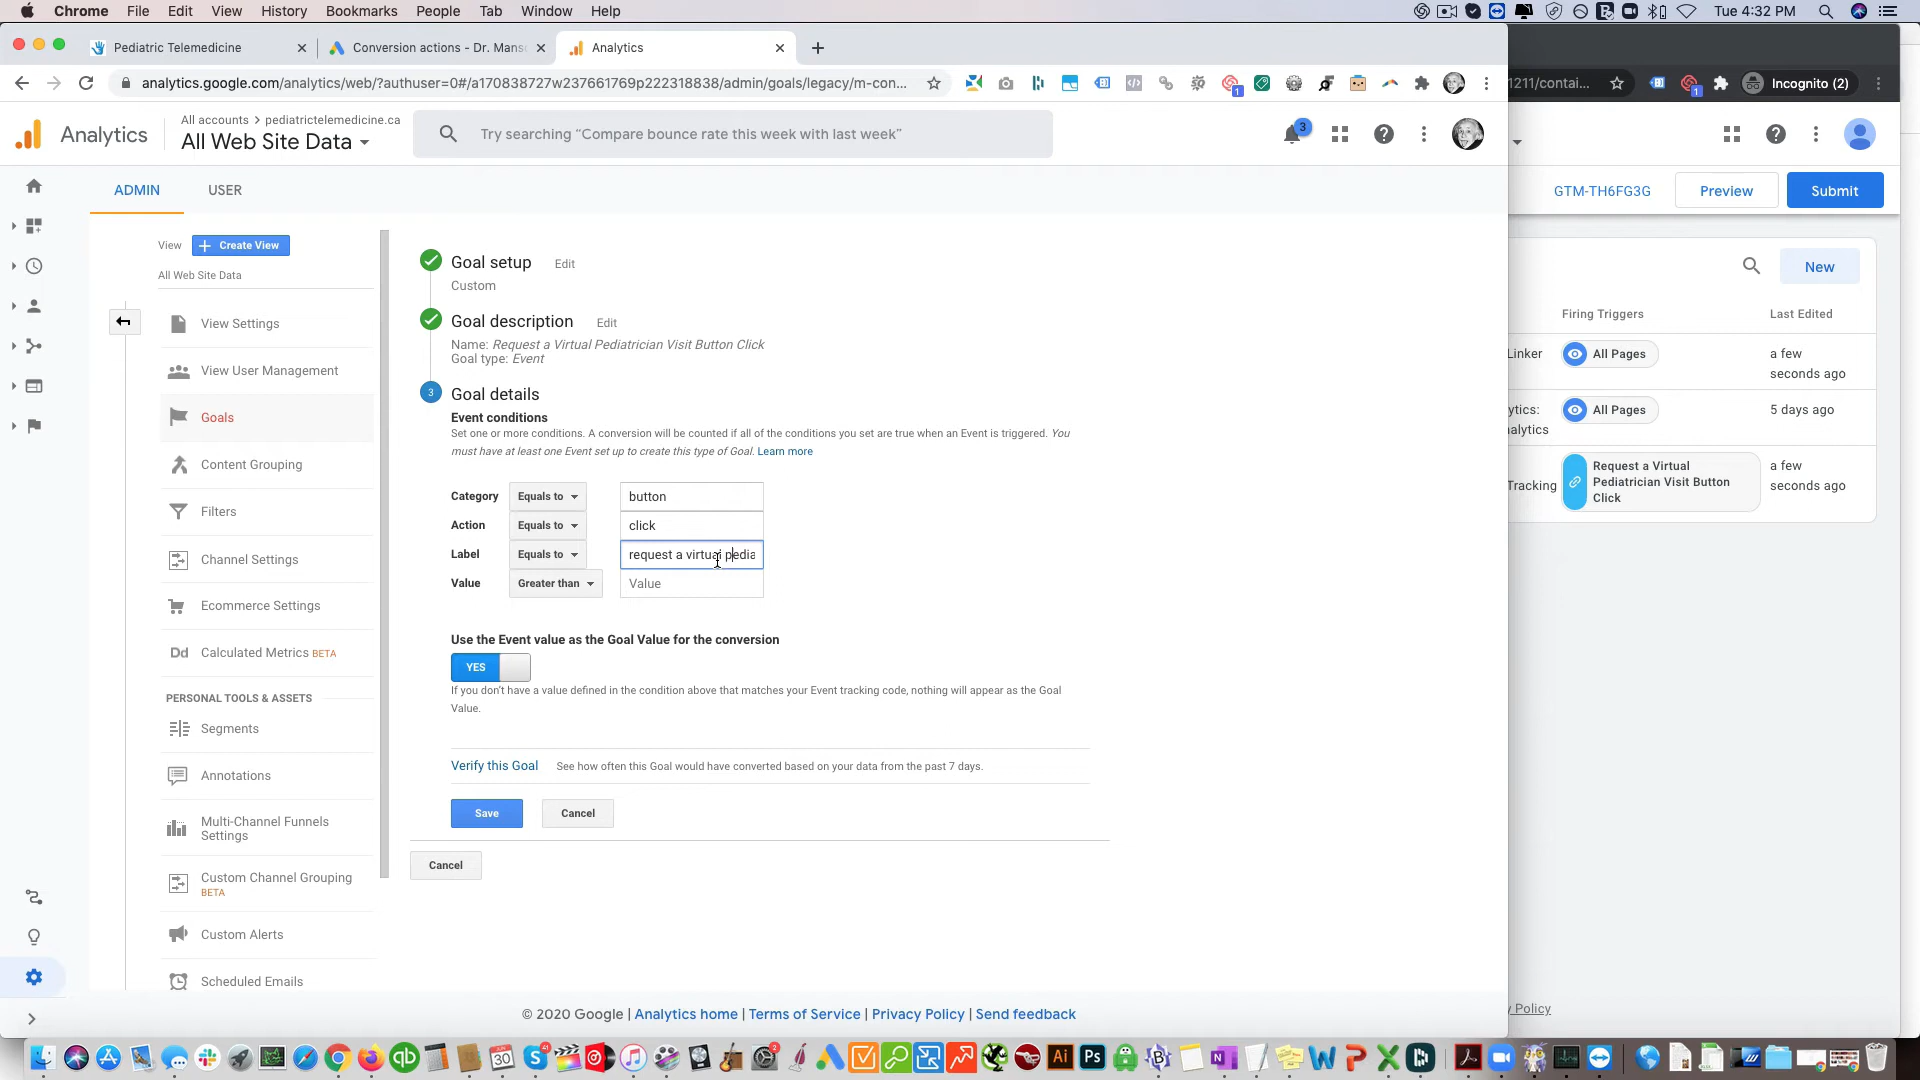 Chrome File Edit View History Bookmarks People Tab Window Help
Tue 4:32 PM
Pediatric Telemedicine
Conversion actions - Dr. Mans
Analytics
analytics.google.com/analytics/web/?authuser=0#/a170838727w237661769p222318838/admin/goals/legacy/m-con...
1
1211/contai...
1
Incognito (2)
Analytics
All accounts > pediatrictelemedicine.ca
All Web Site Data
Try searching “Compare bounce rate this week with last week”
3
ADMIN
USER
GTM-TH6FG3G
Preview
Submit
View
Create View
All Web Site Data
View Settings
View User Management
Goals
Content Grouping
Filters
Channel Settings
Ecommerce Settings
Dd
Calculated Metrics BETA
PERSONAL TOOLS & ASSETS
Segments
Annotations
Multi-Channel Funnels
Settings
Custom Channel Grouping
BETA
Custom Alerts
Scheduled Emails
Goal setup
Edit
Custom
Goal description
Edit
Name: Request a Virtual Pediatrician Visit Button Click
Goal type: Event
3
Goal details
Event conditions
Set one or more conditions. A conversion will be counted if all of the conditions you set are true when an Event is triggered. You
must have at least one Event set up to create this type of Goal. Learn more
Category
Equals to
button
Action
Equals to
click
Label
Equals to
request a virtual pedia
Value
Greater than
Value
Use the Event value as the Goal Value for the conversion
YES
If you don't have a value defined in the condition above that matches your Event tracking code, nothing will appear as the Goal
Value.
Verify this Goal
See how often this Goal would have converted based on your data from the past 7 days.
Save
Cancel
Cancel
New
Firing Triggers
Last Edited
Linker
All Pages
a few
seconds ago
ytics:
alytics
All Pages
5 days ago
Tracking
Request a Virtual
Pediatrician Visit Button
Click
a few
seconds ago
© 2020 Google | Analytics home | Terms of Service | Privacy Policy | Send feedback
y Policy
30
Ai
Ps